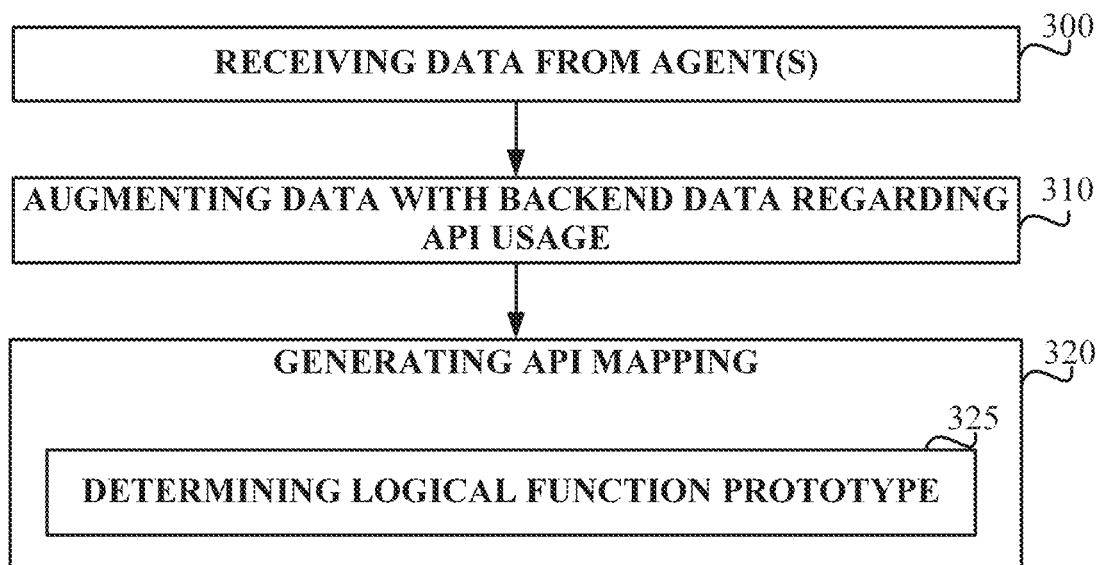 300
RECEIVING DATA FROM AGENT(S)
310
AUGMENTING DATA WITH BACKEND DATA REGARDING
API USAGE
320
GENERATING API MAPPING
325
DETERMINING LOGICAL FUNCTION PROTOTYPE